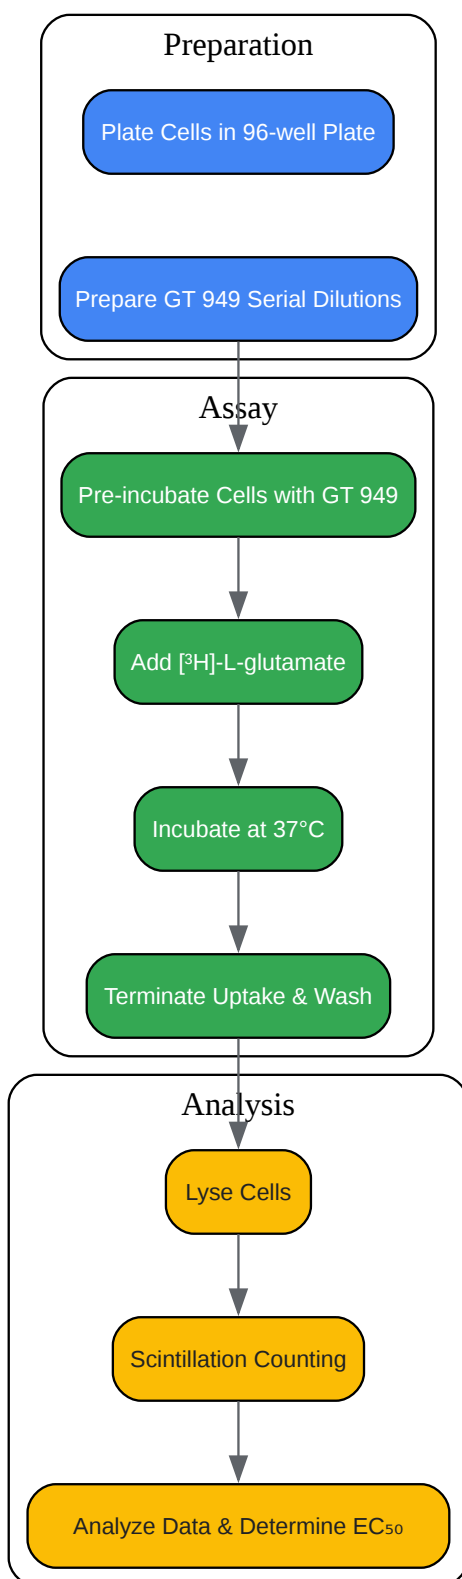 Preparation
Plate Cells in 96-well Plate
Prepare GT 949 Serial Dilutions
Assay
Pre-incubate Cells with GT 949
Add [³H]-L-glutamate
Incubate at 37°C
Terminate Uptake & Wash
Analysis
Lyse Cells
Scintillation Counting
Analyze Data & Determine EC₅₀